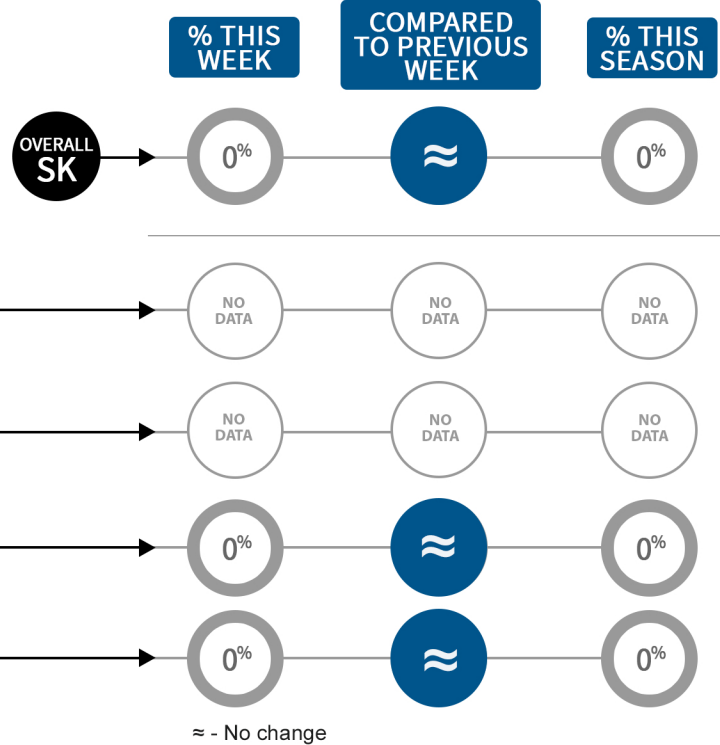 % THIS
WEEK
COMPARED
TO PREVIOUS
WEEK
% THIS
SEASON
OVERALL
SK
0%
≈
0%
NO
DATA
NO
DATA
NO
DATA
NO
DATA
NO
DATA
NO
DATA
0%
≈
0%
0%
≈
0%
≈ - No change